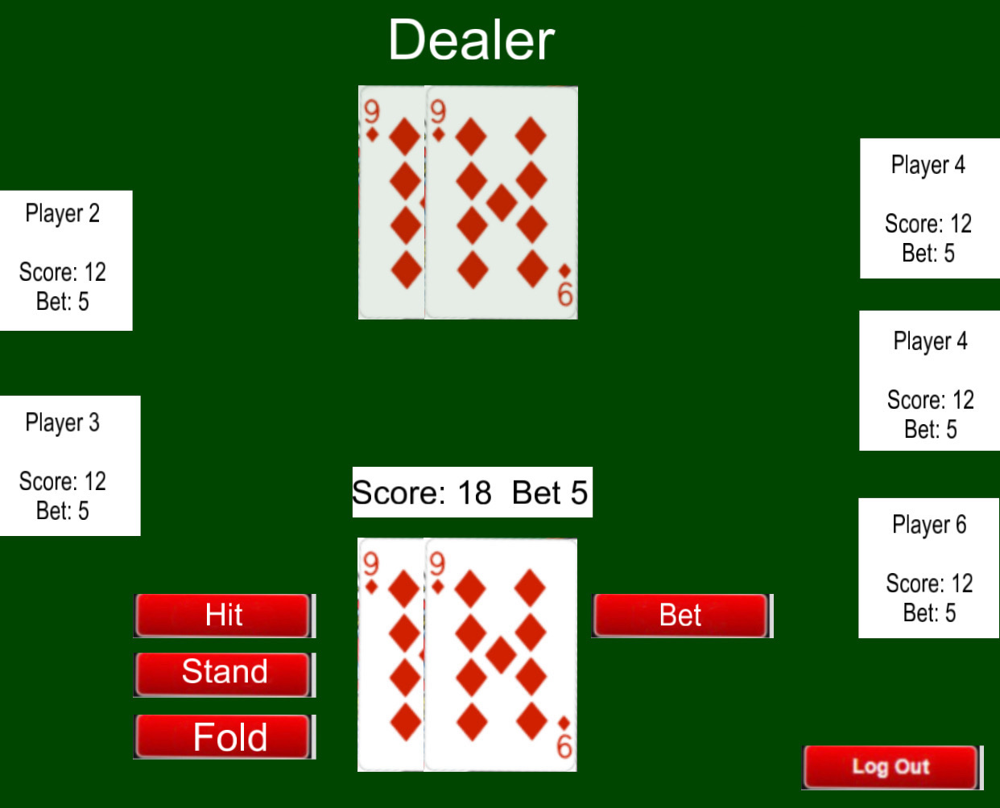 Dealer
9 9
9
Player 2
Score: 12
Bet: 5
Player 4
Score: 12
Bet: 5
Player 3
Score: 12
Bet: 5
Player 4
Score: 12
Bet: 5
Score: 18 Bet 5
Player 6
Score: 12
Bet: 5
9 9
9
Hit
Stand
Fold
Bet
Log Out